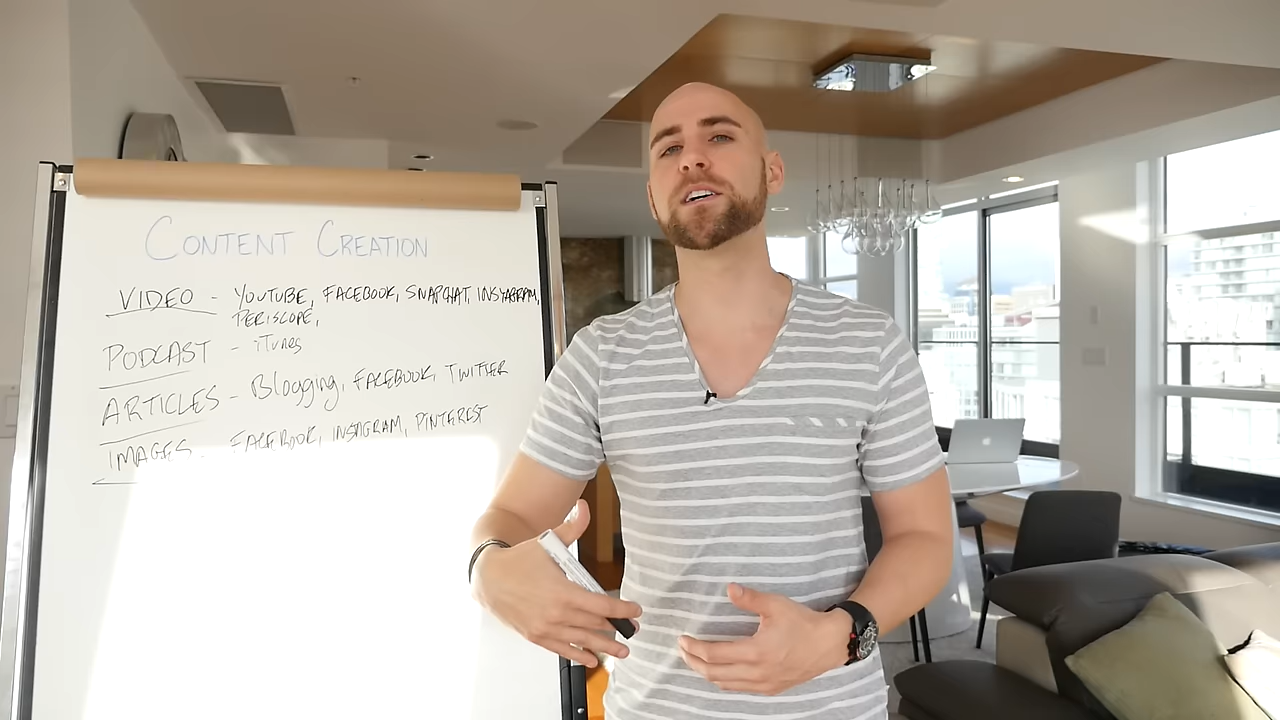 CONTENT CREATION
VIDEO - YOUTUBE, FACEBOOK, SNAPCHAT, INSTAGRAM,
PERISCOPE,
PODCAST - iTunes
ARTICLES - Blogging, FACEBOOK, TWITTER
IMAGES - FACEBOOK, INSTAGRAM, PINTEREST